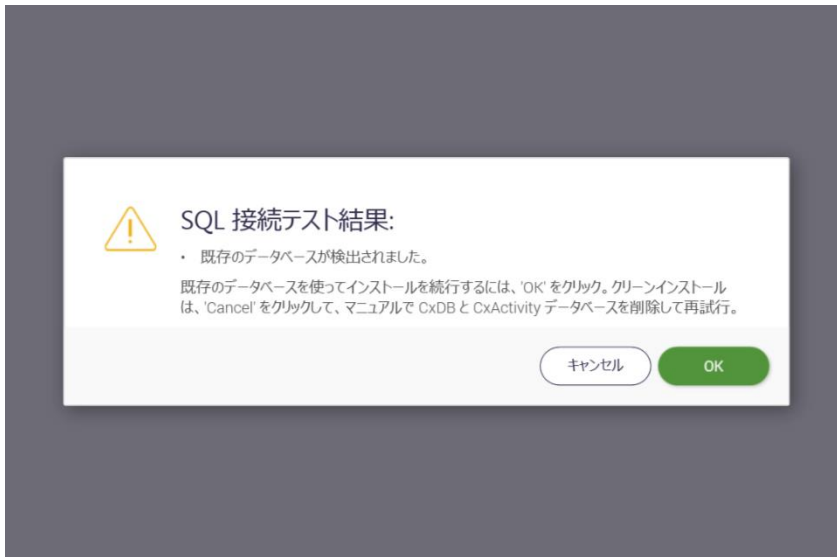 SQL 接続テスト結果:
• 既存のデータベースが検出されました。
既存のデータベースを使ってインストールを続行するには、'OK' をクリック。クリーンインストール
は、'Cancel' をクリックして、マニュアルで CxDB と CxActivity データベースを削除して再試行。
キャンセル
OK